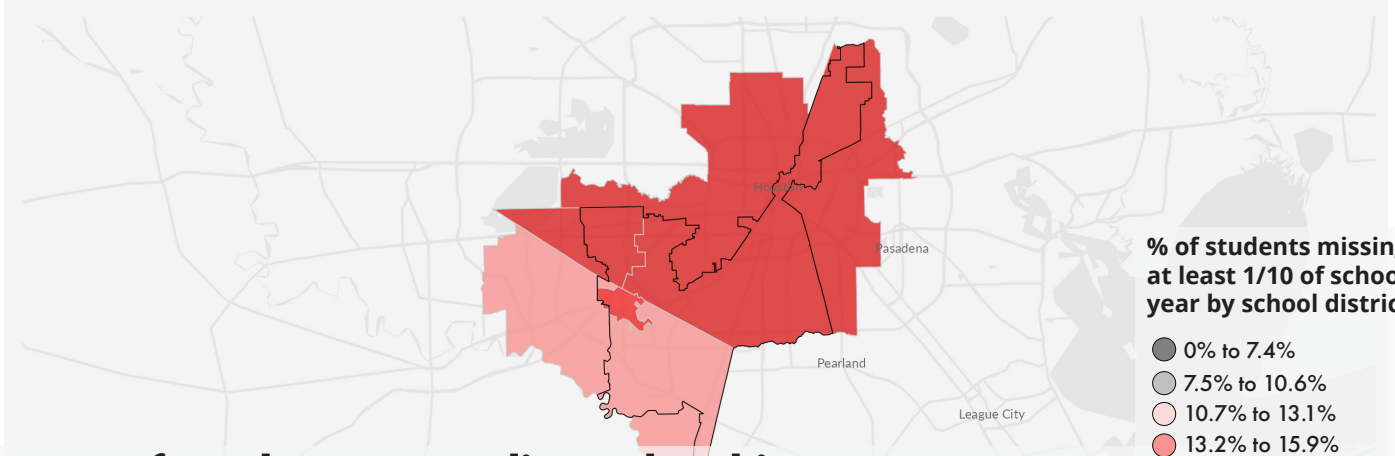 Houston
Pasadena
Pearland
League City
% of students missin
at least 1/10 of schoo
year by school distric
0% to 7.4%
7.5% to 10.6%
10.7% to 13.1%
13.2% to 15.9%